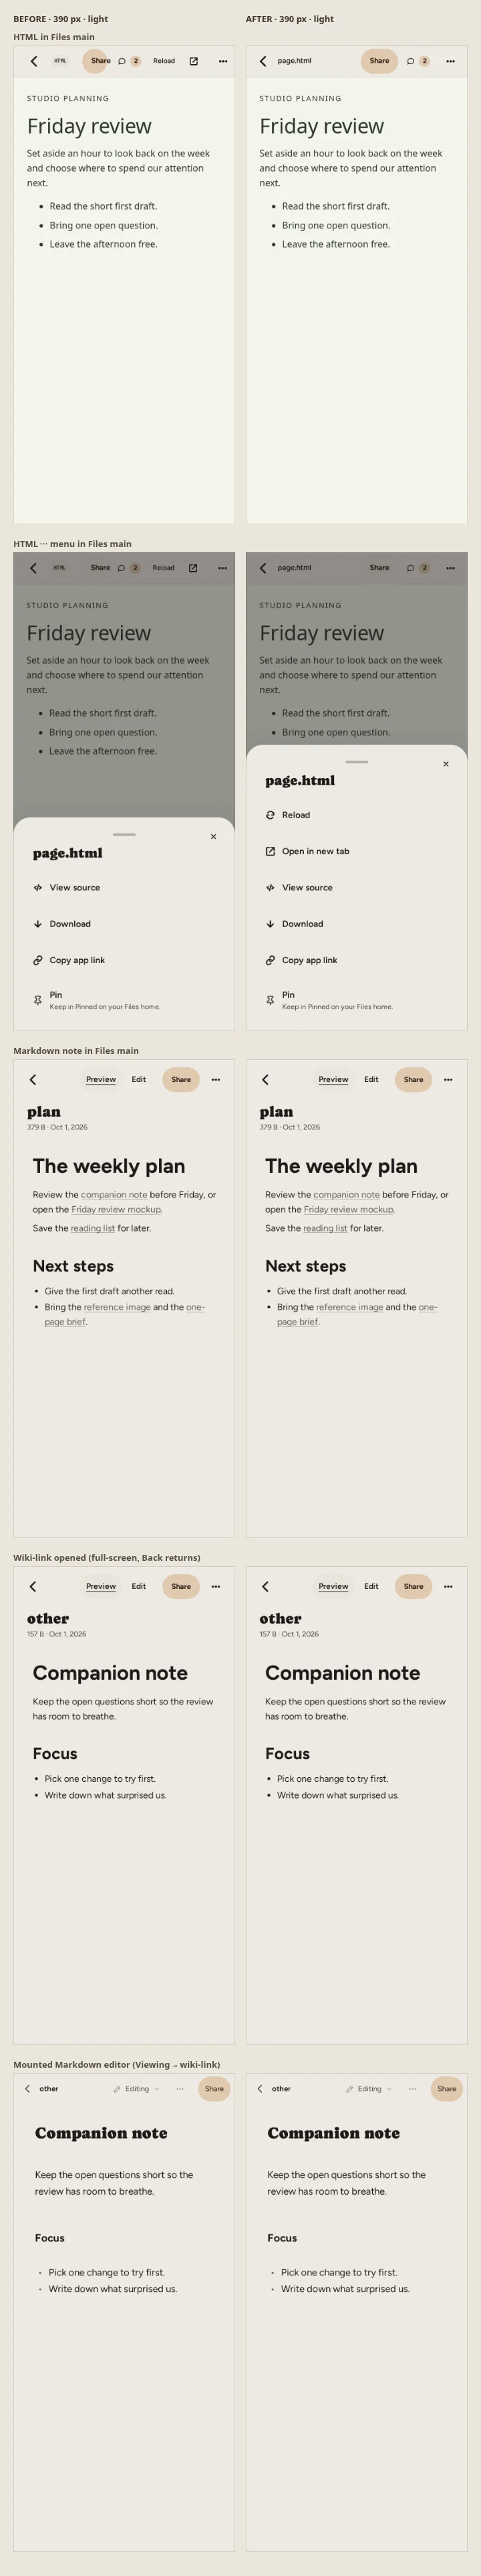 BEFORE · 390 px · light
AFTER · 390 px · light
HTML in Files main
HTML Share 2 Reload
page.html Share 2
STUDIO PLANNING
Friday review
Set aside an hour to look back on the week
and choose where to spend our attention
next.
• Read the short first draft.
• Bring one open question.
• Leave the afternoon free.
STUDIO PLANNING
Friday review
Set aside an hour to look back on the week
and choose where to spend our attention
next.
• Read the short first draft.
• Bring one open question.
• Leave the afternoon free.
HTML ··· menu in Files main
HTML Share 2 Reload
STUDIO PLANNING
Friday review
Set aside an hour to look back on the week
and choose where to spend our attention
next.
• Read the short first draft.
• Bring one open question.
• Leave the afternoon free.
page.html
View source
Download
Copy app link
Pin
Keep in Pinned on your Files home.
page.html Share 2
STUDIO PLANNING
Friday review
Set aside an hour to look back on the week
and choose where to spend our attention
next.
• Read the short first draft.
• Bring one open question.
page.html
Reload
Open in new tab
View source
Download
Copy app link
Pin
Keep in Pinned on your Files home.
Markdown note in Files main
Preview Edit Share
plan
379 B · Oct 1, 2026
The weekly plan
Review the companion note before Friday, or
open the Friday review mockup.
Save the reading list for later.
Next steps
• Give the first draft another read.
• Bring the reference image and the one-
page brief.
Preview Edit Share
plan
379 B · Oct 1, 2026
The weekly plan
Review the companion note before Friday, or
open the Friday review mockup.
Save the reading list for later.
Next steps
• Give the first draft another read.
• Bring the reference image and the one-
page brief.
Wiki-link opened (full-screen, Back returns)
Preview Edit Share
other
157 B · Oct 1, 2026
Companion note
Keep the open questions short so the review
has room to breathe.
Focus
• Pick one change to try first.
• Write down what surprised us.
Preview Edit Share
other
157 B · Oct 1, 2026
Companion note
Keep the open questions short so the review
has room to breathe.
Focus
• Pick one change to try first.
• Write down what surprised us.
Mounted Markdown editor (Viewing → wiki-link)
other Editing ··· Share
Companion note
Keep the open questions short so the
review has room to breathe.
Focus
• Pick one change to try first.
• Write down what surprised us.
other Editing ··· Share
Companion note
Keep the open questions short so the
review has room to breathe.
Focus
• Pick one change to try first.
• Write down what surprised us.